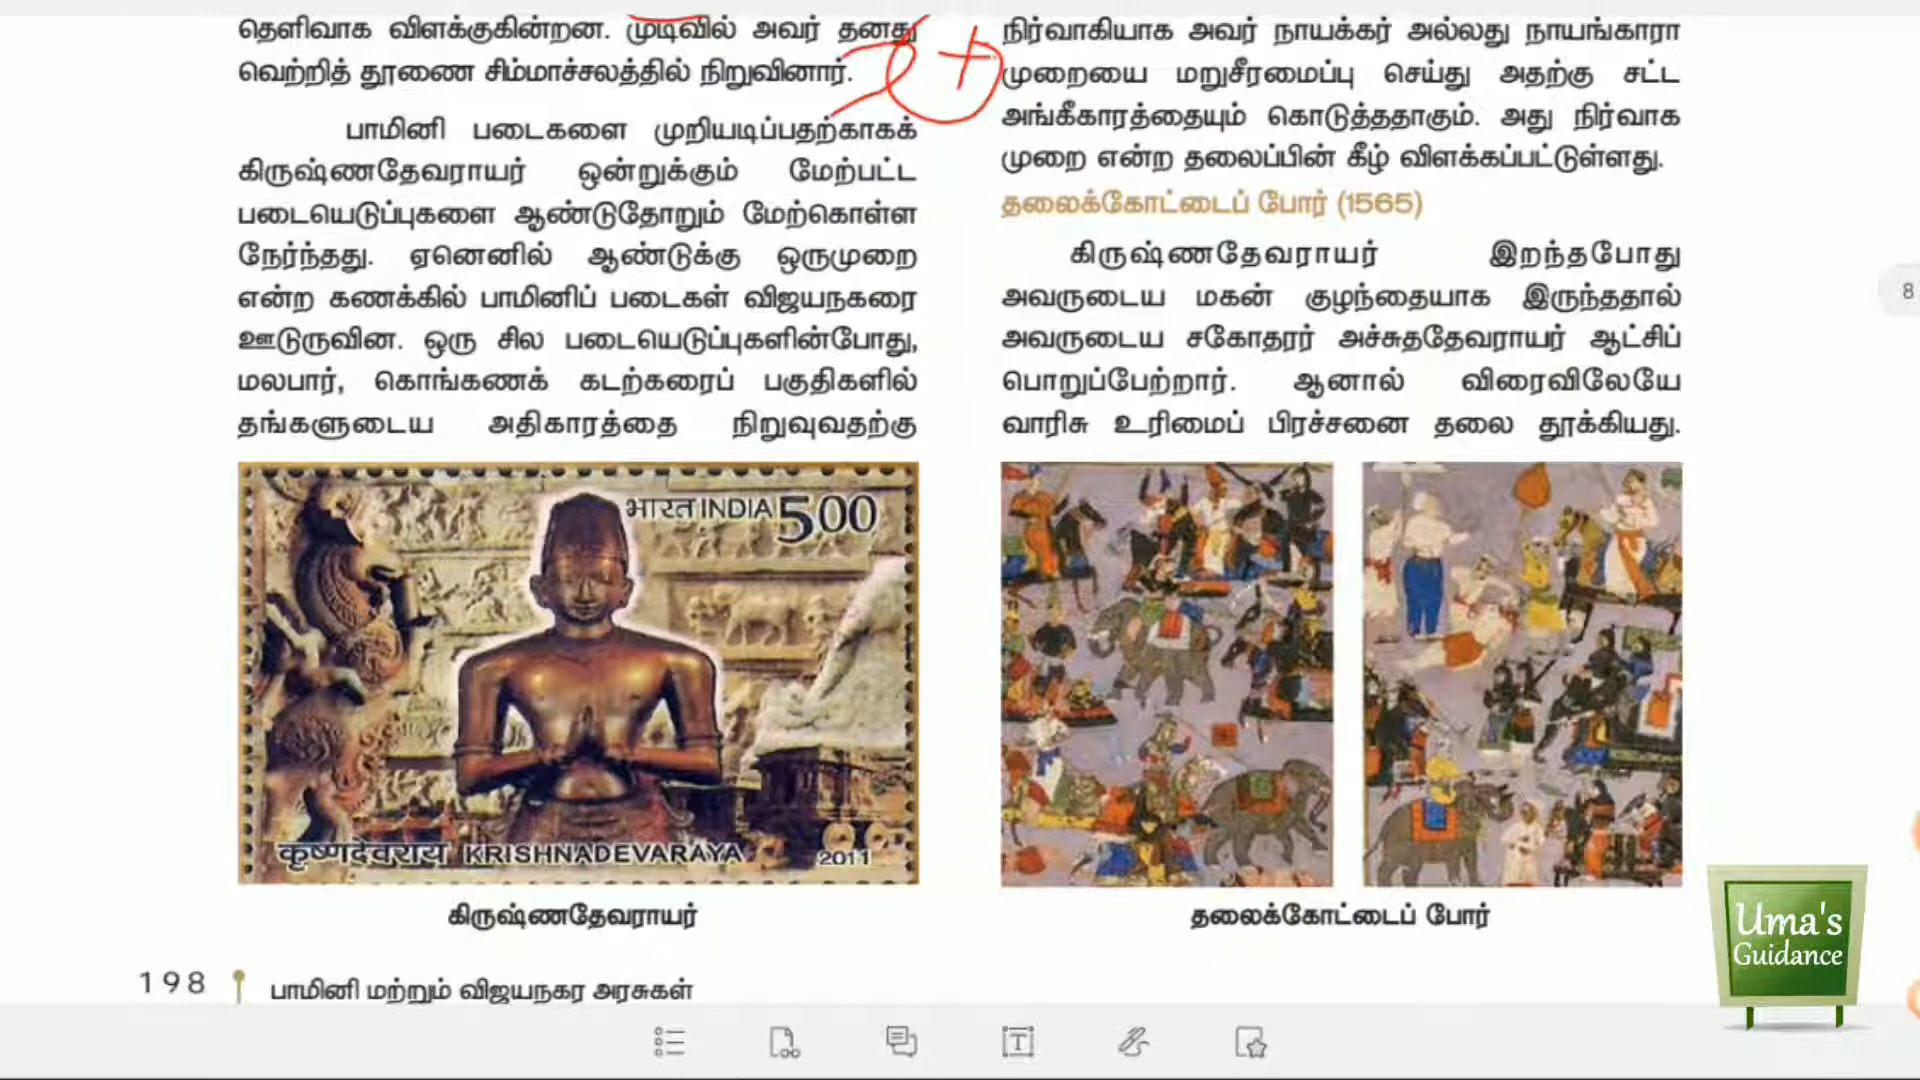 தெளிவாக விளக்குகின்றன. முடிவில் அவர் தனது
வெற்றித் தூணை சிம்மாச்சலத்தில் நிறுவினார்.
பாமினி படைகளை முறியடிப்பதற்காகக்
கிருஷ்ணதேவராயர் ஒன்றுக்கும் மேற்பட்ட
படையெடுப்புகளை ஆண்டுதோறும் மேற்கொள்ள
நேர்ந்தது. ஏனெனில் ஆண்டுக்கு ஒருமுறை
என்ற கணக்கில் பாமினிப் படைகள் விஜயநகரை
ஊடுருவின. ஒரு சில படையெடுப்புகளின்போது,
மலபார், கொங்கணக் கடற்கரைப் பகுதிகளில்
தங்களுடைய அதிகாரத்தை நிறுவுவதற்கு
भारत INDIA 500
कृष्णदेवराय KRISHNADEVARAYA 2011
கிருஷ்ணதேவராயர்
நிர்வாகியாக அவர் நாயக்கர் அல்லது நாயங்காரா
முறையை மறுசீரமைப்பு செய்து அதற்கு சட்ட
அங்கீகாரத்தையும் கொடுத்ததாகும். அது நிர்வாக
முறை என்ற தலைப்பின் கீழ் விளக்கப்பட்டுள்ளது.
தலைக்கோட்டைப் போர் (1565)
கிருஷ்ணதேவராயர் இறந்தபோது
அவருடைய மகன் குழந்தையாக இருந்ததால்
அவருடைய சகோதரர் அச்சுததேவராயர் ஆட்சிப்
பொறுப்பேற்றார். ஆனால் விரைவிலேயே
வாரிசு உரிமைப் பிரச்சனை தலை தூக்கியது.
தலைக்கோட்டைப் போர்
198
பாமினி மற்றும் விஜயநகர அரசுகள்
8
Uma's
Guidance